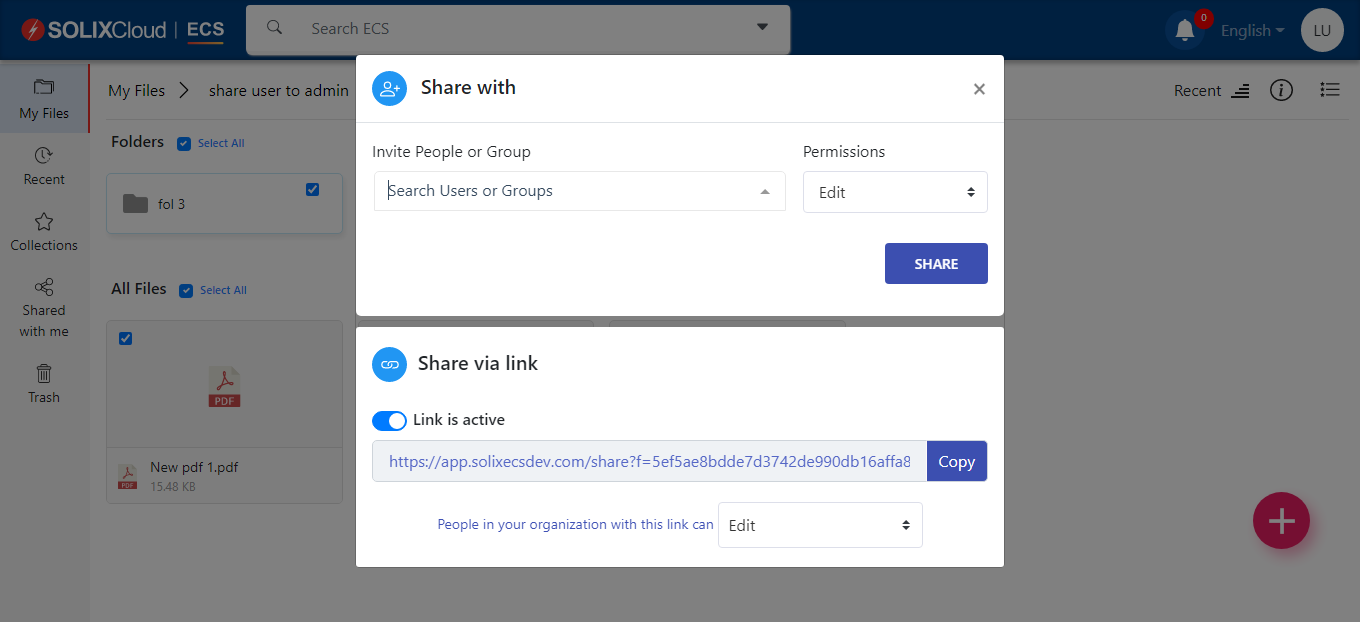 SOLIXCloud | ECS
Search ECS
0
English
LU
My Files
Recent
Collections
Shared
with me
Trash
My Files
share user to admin
Recent
Folders
Select All
fol 3
All Files
Select All
PDF
PDF
New pdf 1.pdf
15.48 KB
Share with
×
Invite People or Group
Permissions
Search Users or Groups
Edit
SHARE
Share via link
Link is active
https://app.solixecsdev.com/share?f=5ef5ae8bdde7d3742de990db16affa8
Copy
People in your organization with this link can
Edit